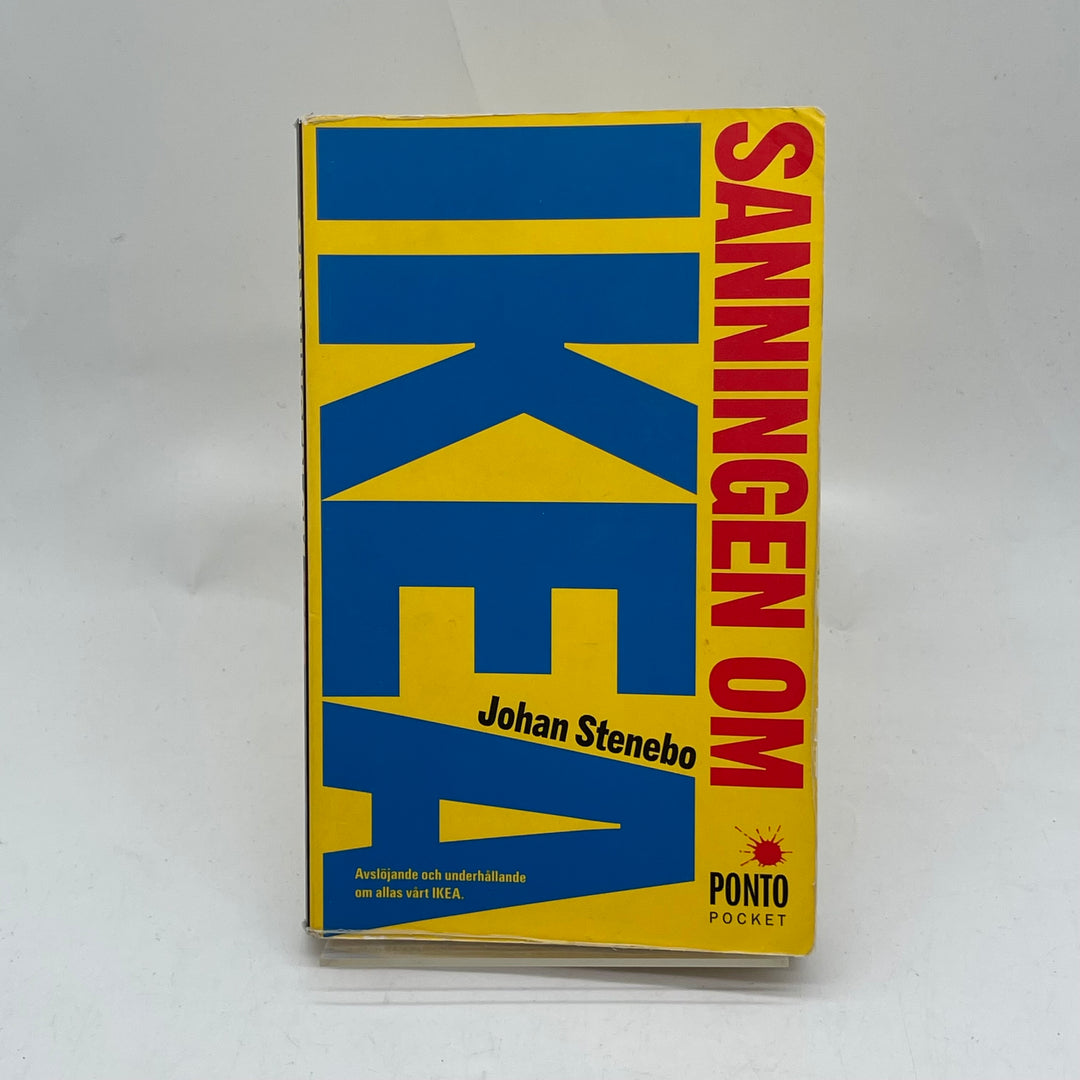 SANNINGEN OM
IKEA
Johan Stenebo
Avslöjande och underhållande
om allas vårt IKEA.
PONTO
POCKET